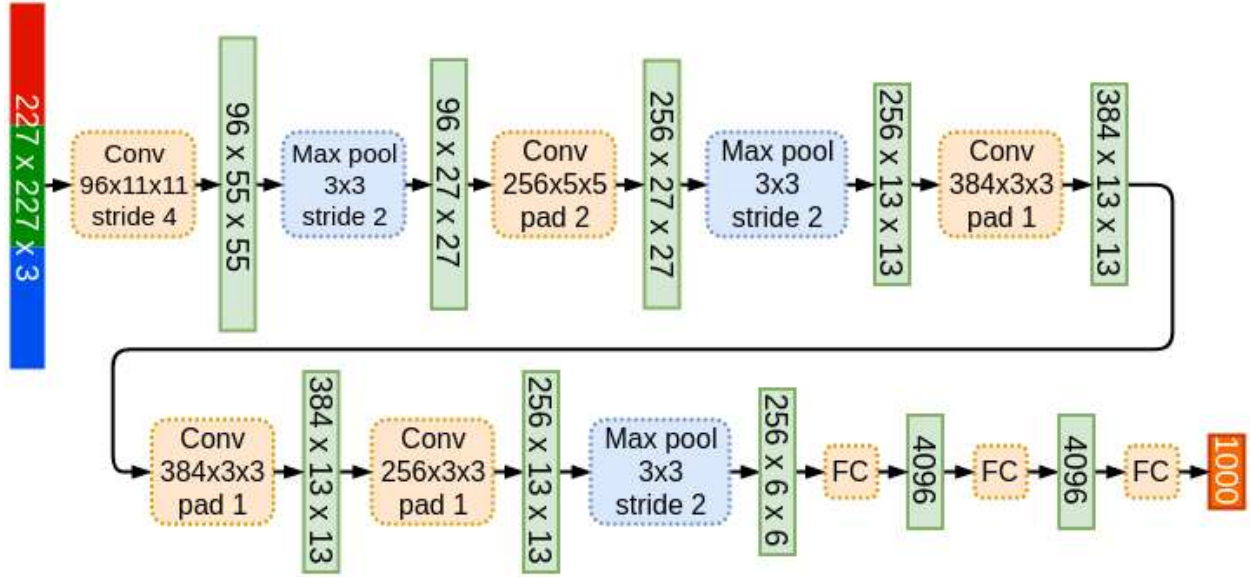 227 x 227 x 3
Conv
96x11x11
stride 4
96 x 55 x 55
Max pool
3x3
stride 2
96 x 27 x 27
Conv
256x5x5
pad 2
256 x 27 x 27
Max pool
3x3
stride 2
256 x 13 x 13
Conv
384x3x3
pad 1
384 x 13 x 13
Conv
384x3x3
pad 1
384 x 13 x 13
Conv
256x3x3
pad 1
256 x 13 x 13
Max pool
3x3
stride 2
256 x 6 x 6
FC
4096
FC
4096
FC
1000